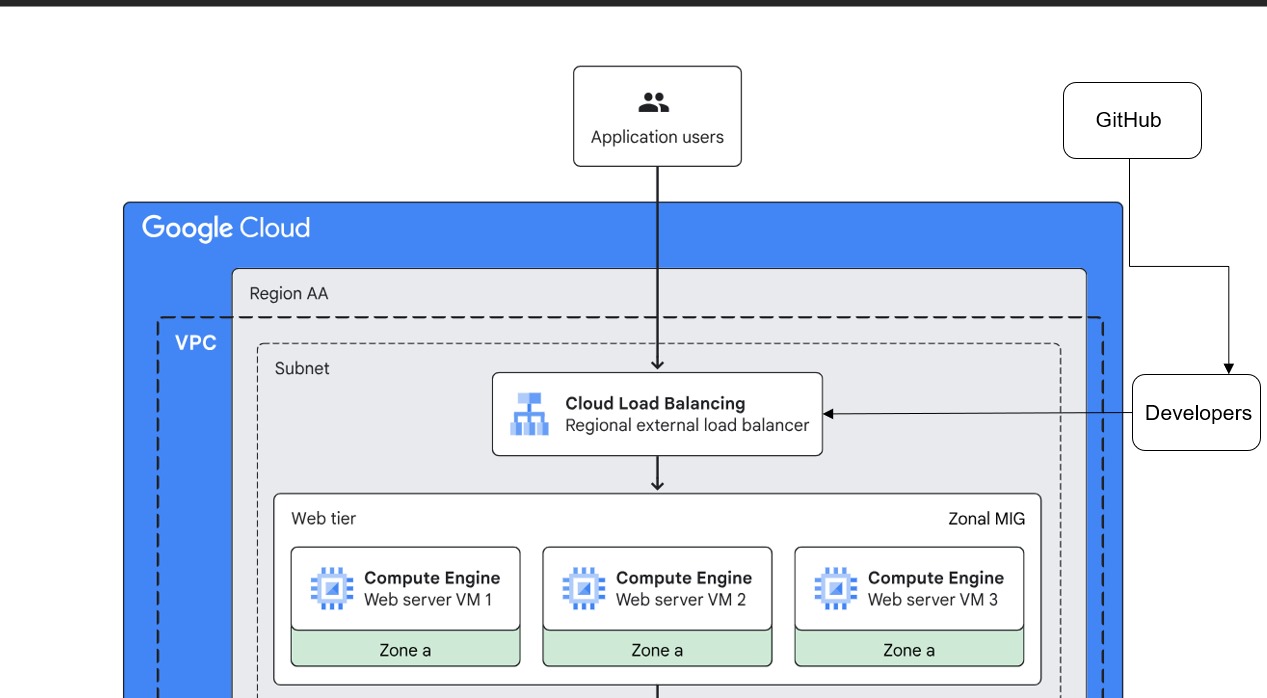 Application users
GitHub
Google Cloud
Region AA
VPC
Subnet
Cloud Load Balancing
Regional external load balancer
Developers
Web tier
Zonal MIG
Compute Engine
Web server VM 1
Zone a
Compute Engine
Web server VM 2
Zone a
Compute Engine
Web server VM 3
Zone a